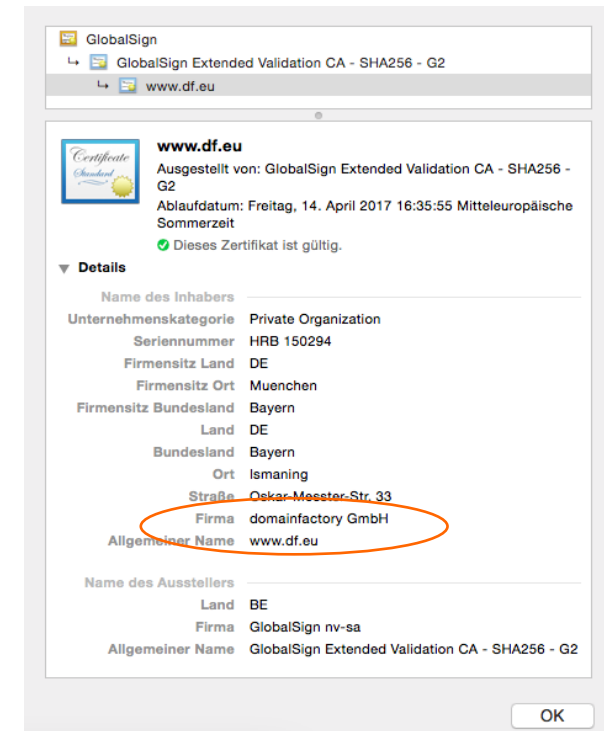 GlobalSign
GlobalSign Extended Validation CA - SHA256 - G2
www.df.eu
Certificate
Standard
www.df.eu
Ausgestellt von: GlobalSign Extended Validation CA - SHA256 -
G2
Ablaufdatum: Freitag, 14. April 2017 16:35:55 Mitteleuropäische
Sommerzeit
Dieses Zertifikat ist gültig.
Details
Name des Inhabers
Unternehmenskategorie Private Organization
Seriennummer HRB 150294
Firmensitz Land DE
Firmensitz Ort Muenchen
Firmensitz Bundesland Bayern
Land DE
Bundesland Bayern
Ort Ismaning
Straße Oskar-Messter-Str. 33
Firma domainfactory GmbH
Allgemeiner Name www.df.eu
Name des Ausstellers
Land BE
Firma GlobalSign nv-sa
Allgemeiner Name GlobalSign Extended Validation CA - SHA256 - G2
OK